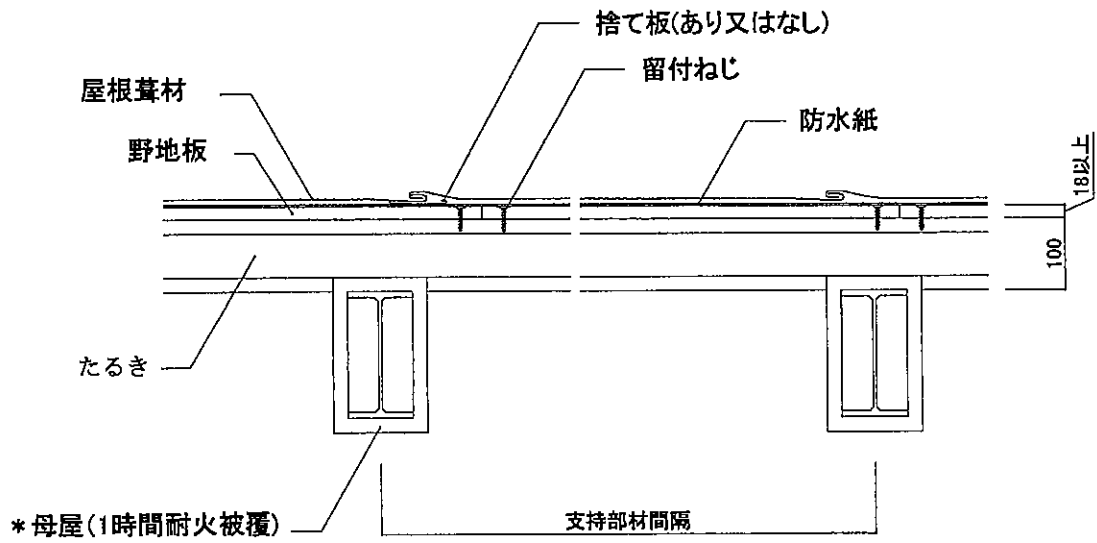 捨て板(あり又はなし)
留付ねじ
屋根葺材
防水紙
野地板
18以上
100
たるき
*母屋(1時間耐火被覆)
支持部材間隔